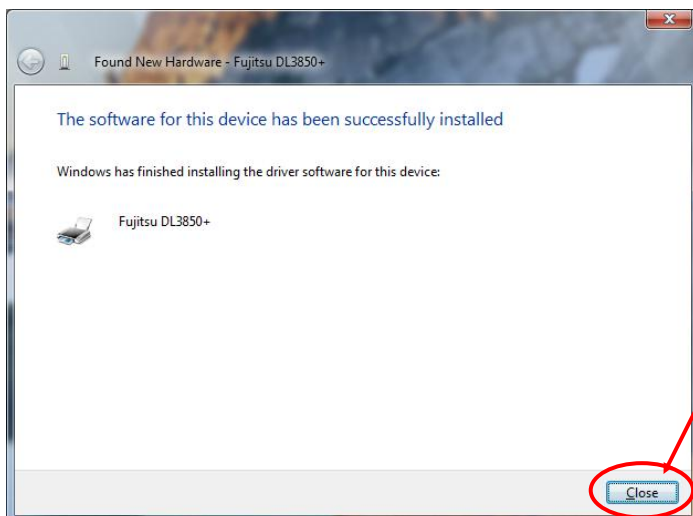 Found New Hardware - Fujitsu DL3850+
The software for this device has been successfully installed
Windows has finished installing the driver software for this device:
Fujitsu DL3850+
Close